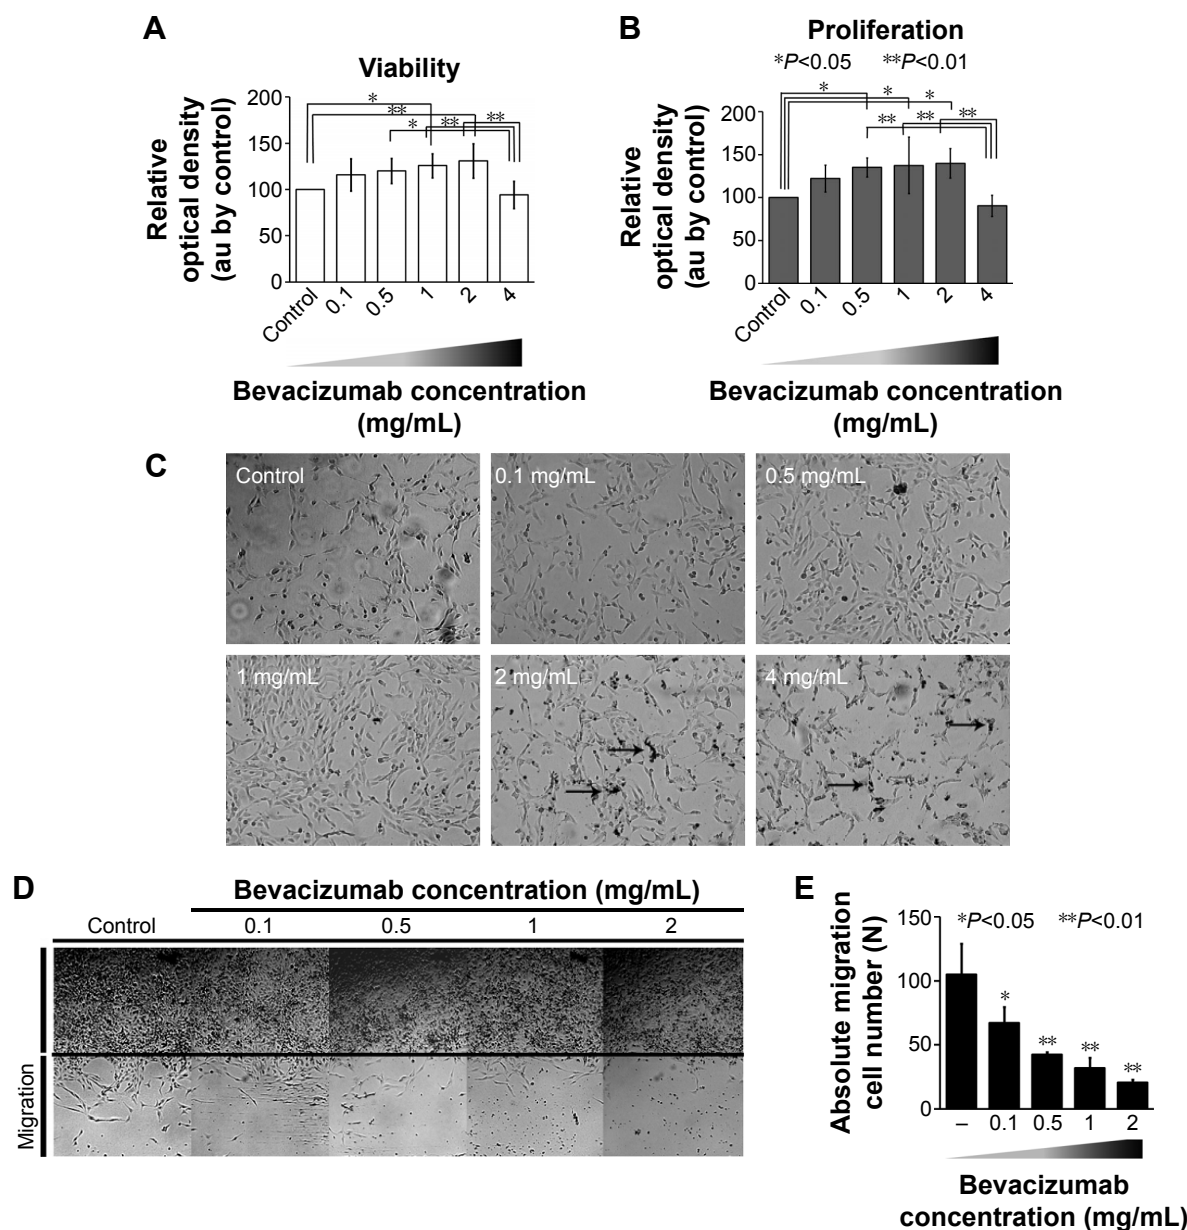 A
Viability
Relative
optical density
(au by control)
200
150
100
50
0
*
**
* ** **
Control
0.1
0.5
1
2
4
Bevacizumab concentration
(mg/mL)
B
Proliferation
*P<0.05 **P<0.01
Relative
optical density
(au by control)
200
150
100
50
0
*
* *
** ** **
Control
0.1
0.5
1
2
4
Bevacizumab concentration
(mg/mL)
C
Control
0.1 mg/mL
0.5 mg/mL
1 mg/mL
2 mg/mL
4 mg/mL
D
Bevacizumab concentration (mg/mL)
Control 0.1 0.5 1 2
Migration
E
Absolute migration
cell number (N)
150
100
50
0
*P<0.05 **P<0.01
*
**
**
**
– 0.1 0.5 1 2
Bevacizumab
concentration (mg/mL)